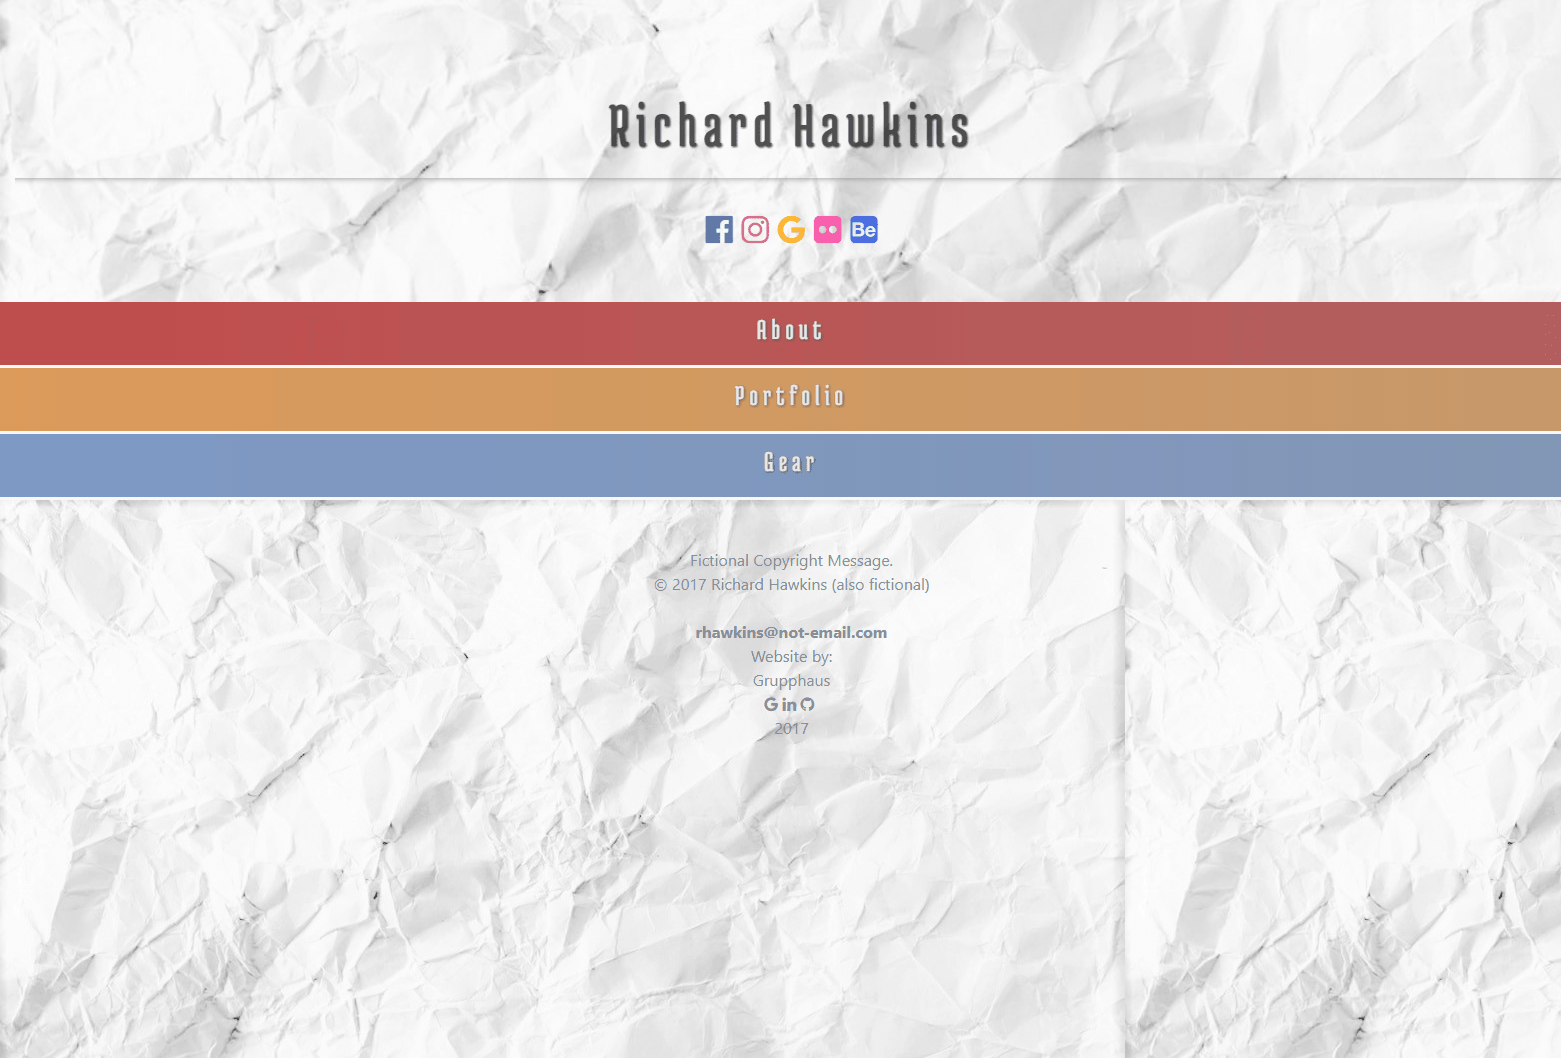 Richard Hawkins
Be
About
Portfolio
Gear
Fictional Copyright Message.
© 2017 Richard Hawkins (also fictional)
rhawkins@not-email.com
Website by:
Grupphaus
in
2017